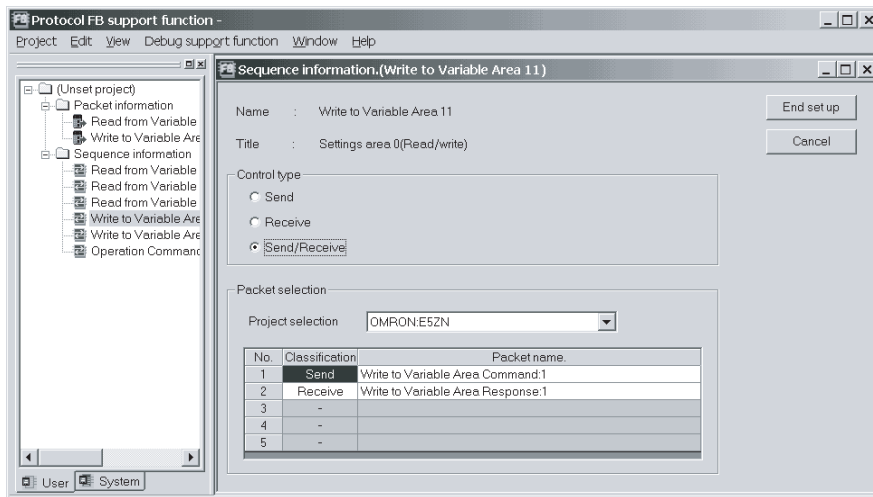 Protocol FB support function -
Project Edit View Debug support function Window Help
(Unset project)
Packet information
Read from Variable
Write to Variable Are
Sequence information
Read from Variable
Read from Variable
Read from Variable
Write to Variable Are
Write to Variable Are
Operation Command
User System
Sequence information.(Write to Variable Area 11)
Name : Write to Variable Area 11
End set up
Title : Settings area 0(Read/write)
Cancel
Control type
Send
Receive
Send/Receive
Packet selection
Project selection OMRON:E5ZN
No. Classification Packet name.
1 Send Write to Variable Area Command:1
2 Receive Write to Variable Area Response:1
3 -
4 -
5 -